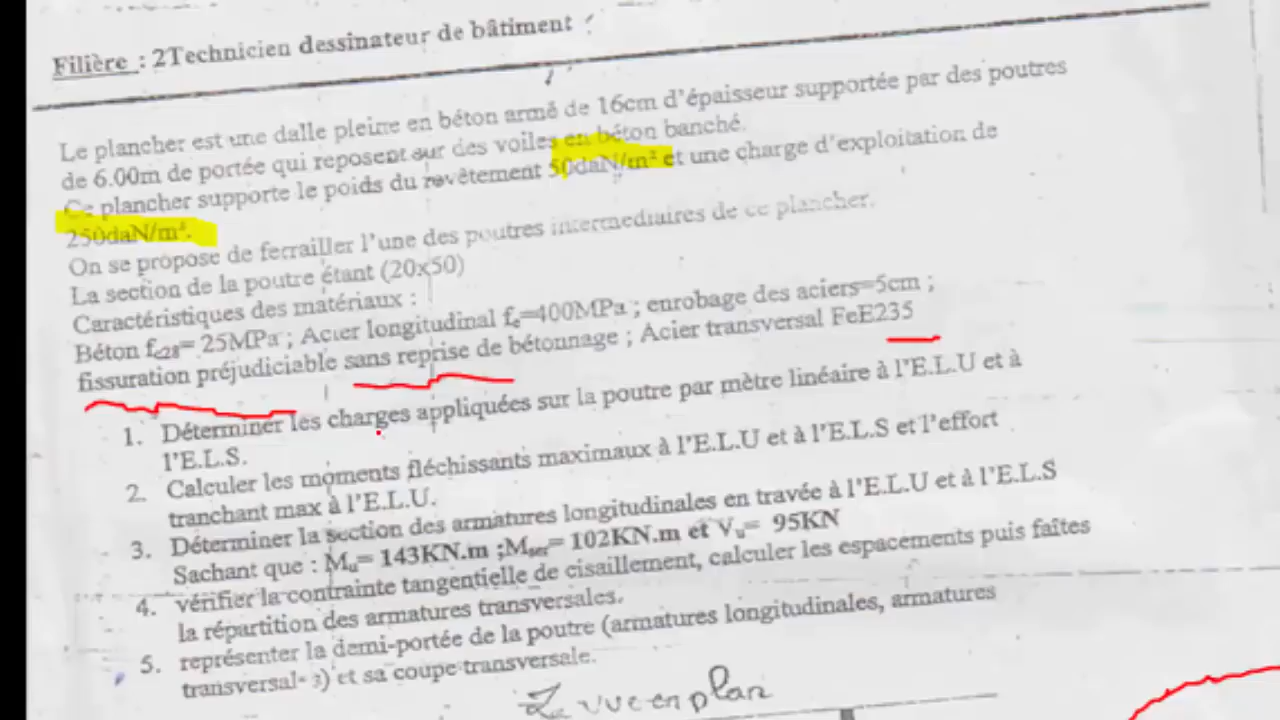 Filière : 2Technicien dessinateur de bâtiment
Le plancher est une dalle pleine en béton armé de 16cm d'épaisseur supportée par des poutres
de 6.00m de portée qui reposent sur des voiles en béton banché.
Ce plancher supporte le poids du revêtement 50daN/m² et une charge d'exploitation de
250daN/m².
On se propose de ferrailler l'une des poutres intermediaires de ce plancher.
La section de la poutre étant (20x50)
Caractéristiques des matériaux :
Béton fc28= 25MPa ; Acier longitudinal fe=400MPa ; enrobage des aciers=5cm ;
fissuration préjudiciable sans reprise de bétonnage ; Acier transversal FeE235
1. Déterminer les charges appliquées sur la poutre par mètre linéaire à l'E.L.U et à
l'E.L.S.
2. Calculer les moments fléchissants maximaux à l'E.L.U et à l'E.L.S et l'effort
tranchant max à l'E.L.U.
3. Déterminer la section des armatures longitudinales en travée à l'E.L.U et à l'E.L.S
Sachant que : Mu= 143KN.m ;Mser= 102KN.m et Vu= 95KN
4. vérifier la contrainte tangentielle de cisaillement, calculer les espacements puis faîtes
la répartition des armatures transversales.
5. représenter la demi-portée de la poutre (armatures longitudinales, armatures
et sa coupe transversale.
vue en plan